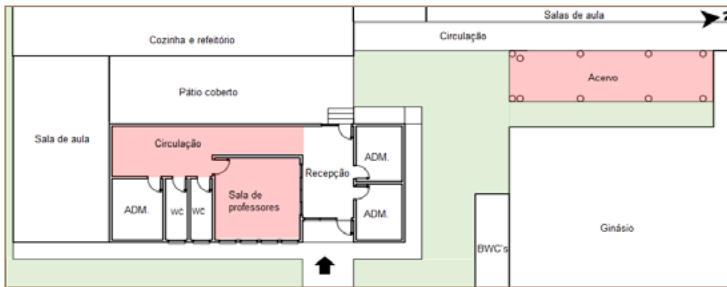 Salas de aula
Circulação
Cozinha e refeitório
Acervo
Pátio coberto
Sala de aula
Circulação
ADM.
Recepção
Sala de
professores
ADM.
WC
WC
ADM.
Ginásio
BWC's